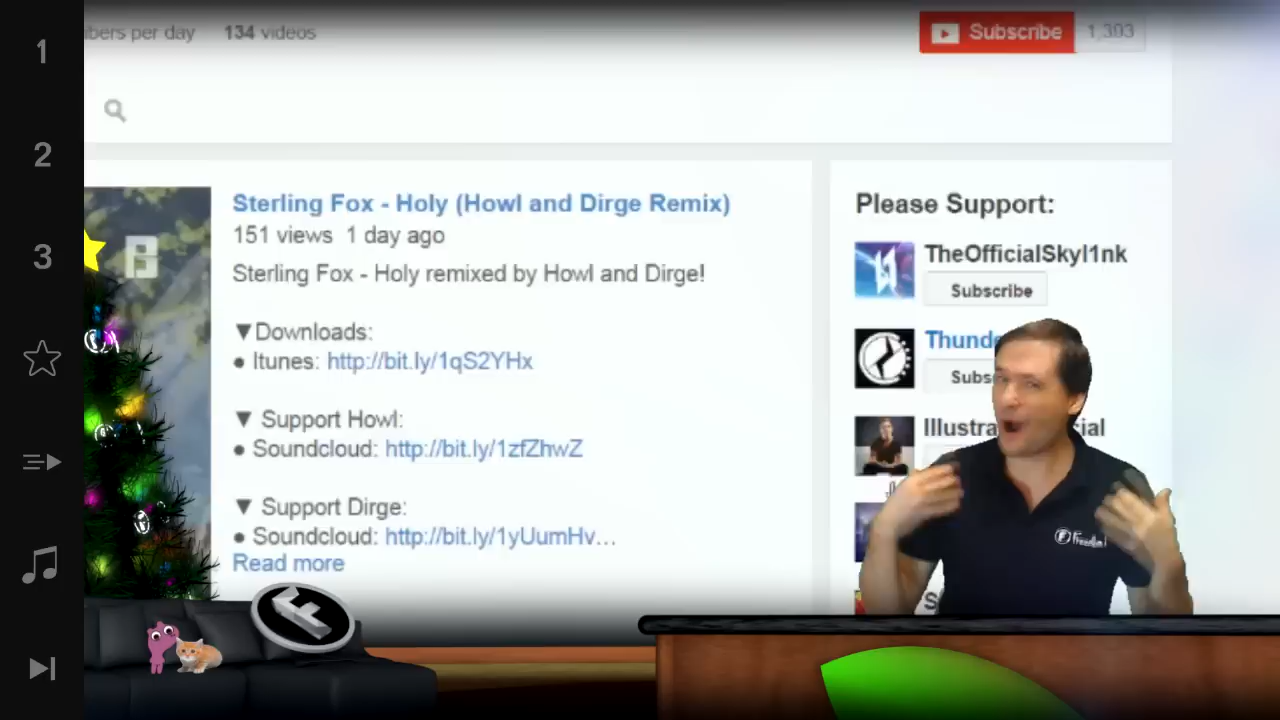 1
2
3
134 videos
per day
Subscribe
1,303
Sterling Fox - Holy (Howl and Dirge Remix)
151 views 1 day ago
Sterling Fox - Holy remixed by Howl and Dirge!
▼Downloads:
● Itunes: http://bit.ly/1qS2YHx
▼ Support Howl:
● Soundcloud: http://bit.ly/1zfZhwZ
▼ Support Dirge:
● Soundcloud: http://bit.ly/1yUumHv...
Read more
Please Support:
TheOfficialSkyl1nk
Subscribe